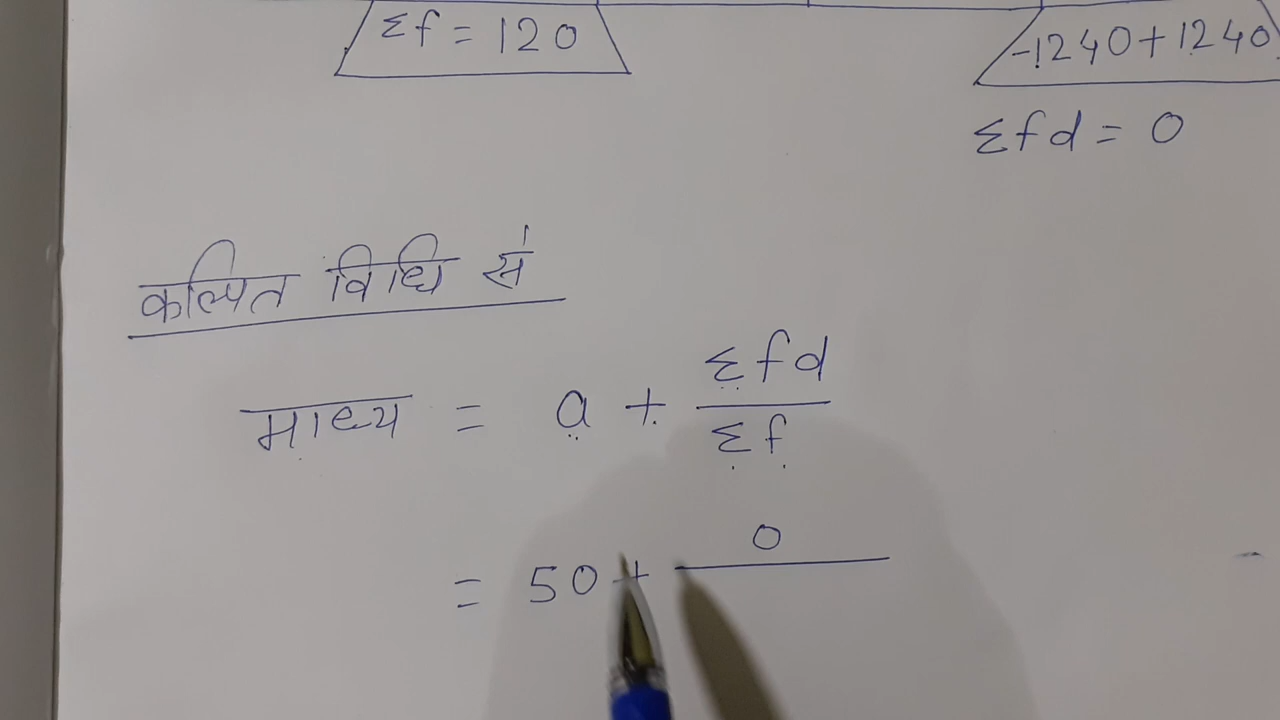 Σf = 120
-1240+1240
Σfd = 0
कल्पित विधि सं
माध्य = a + Σfd / Σf
= 50 + 0